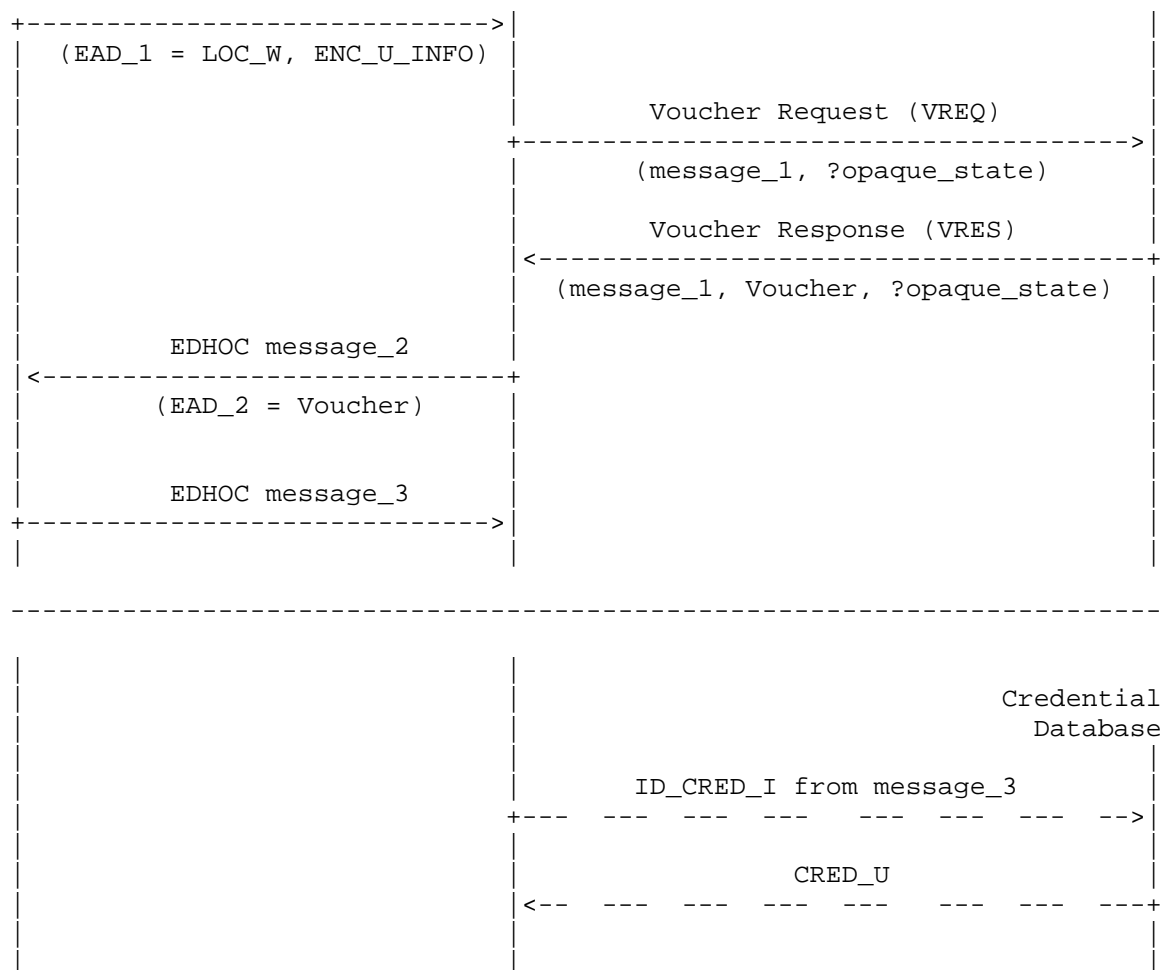 (EAD_1 = LOC_W, ENC_U_INFO)
Voucher Request (VREQ)
(message_1, ?opaque_state)
Voucher Response (VRES)
(message_1, Voucher, ?opaque_state)
EDHOC message_2
(EAD_2 = Voucher)
EDHOC message_3
Credential
Database
ID_CRED_I from message_3
CRED_U